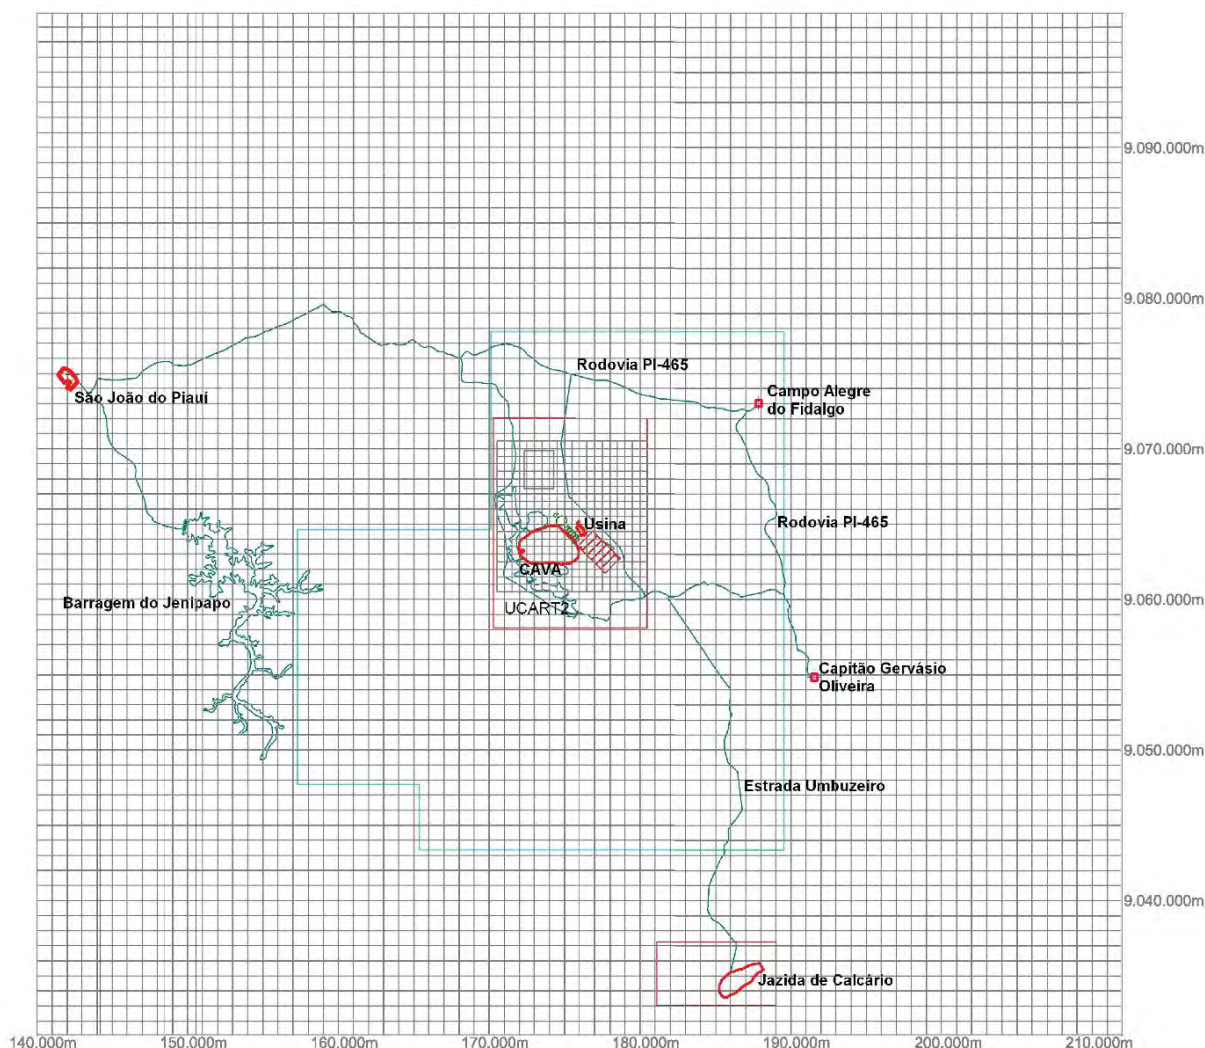 9.090.000m
9.080.000m
Rodovia PI-465
Campo Alegre
do Fidalgo
São João do Piauí
9.070.000m
Usina
Rodovia PI-465
CAVA
Barragem do Jenipapo
UCART2
9.060.000m
Capitão Gervásio
Oliveira
9.050.000m
Estrada Umbuzeiro
9.040.000m
Jazida de Calcário
140.000m
150.000m
160.000m
170.000m
180.000m
190.000m
200.000m
210.000m